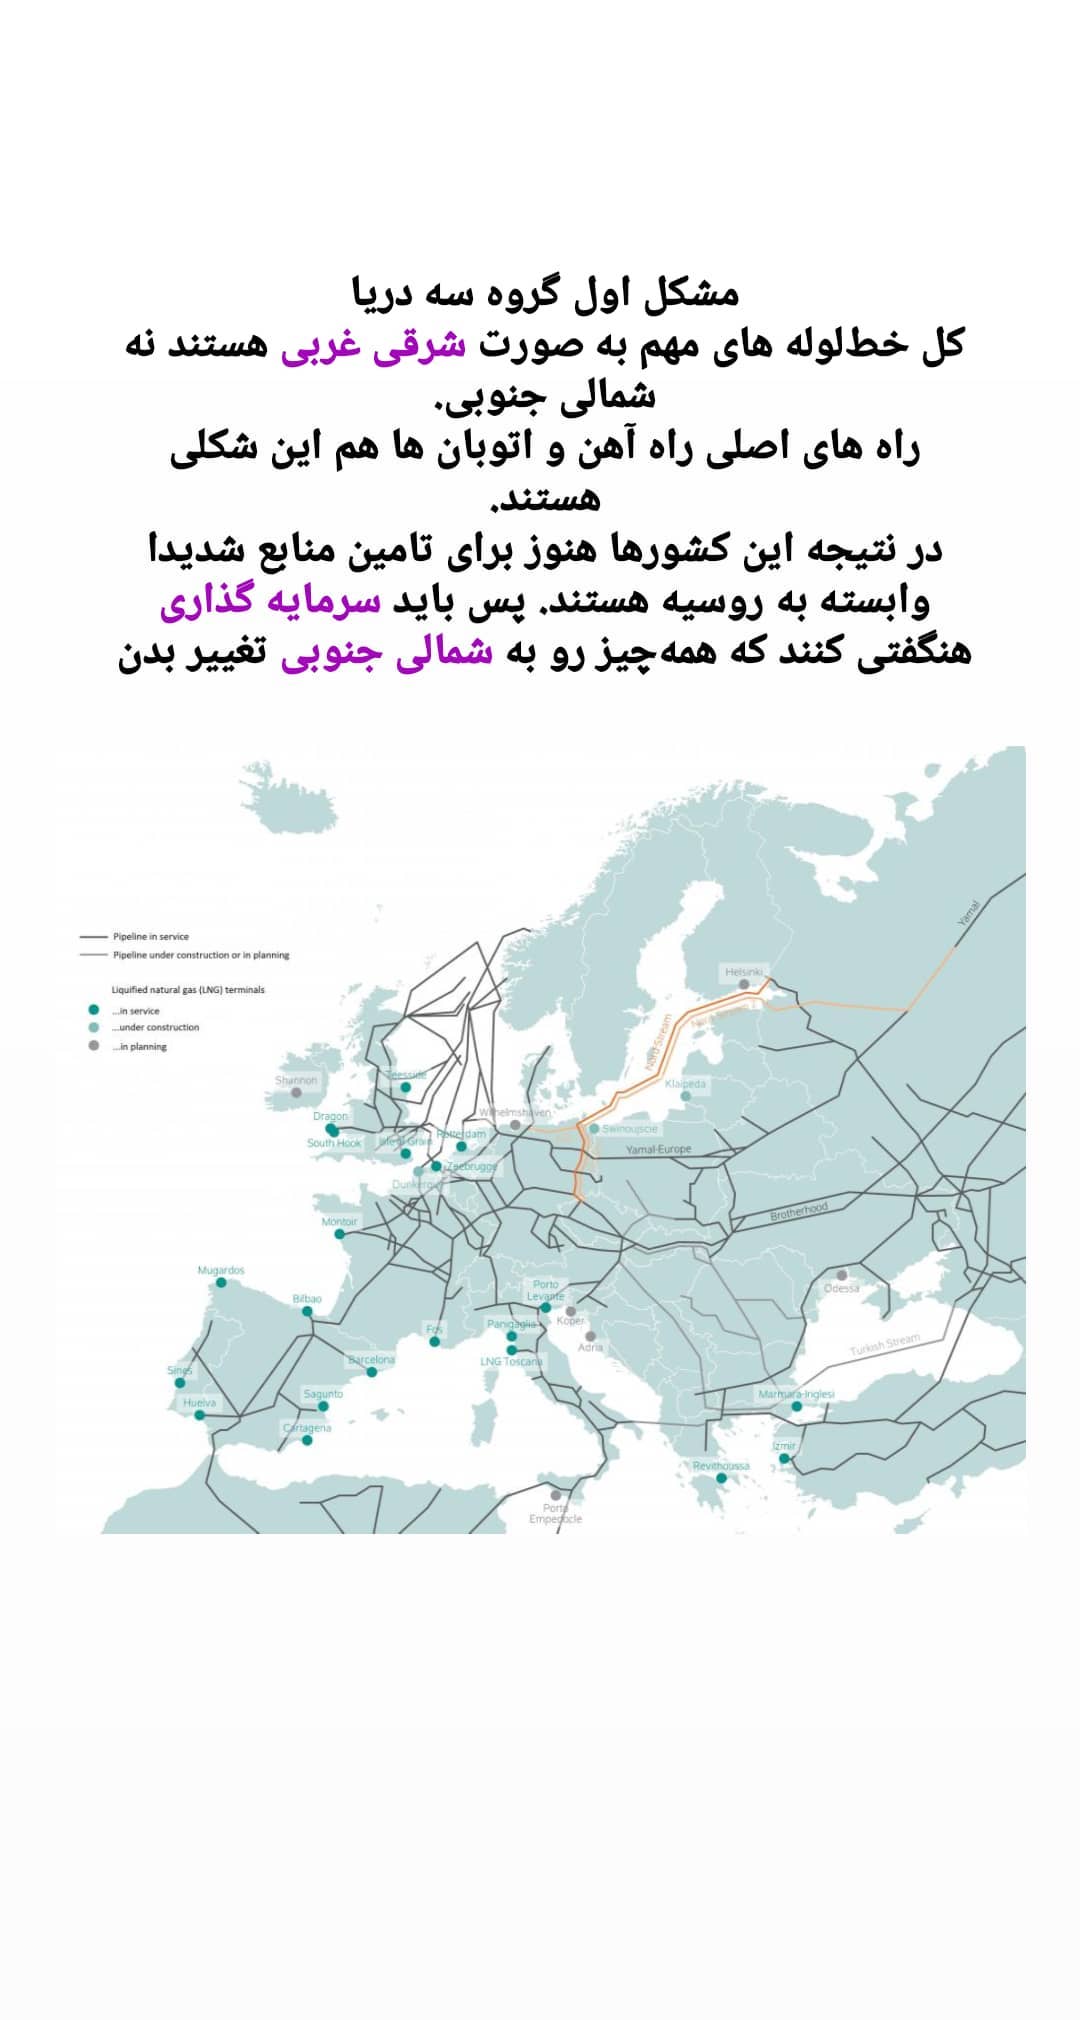 مشکل اول گروه سه دریا
کل خط‌لوله های مهم به صورت شرقی غربی هستند نه
شمالی جنوبی.
راه های اصلی راه آهن و اتوبان ها هم این شکلی
هستند.
در نتیجه این کشورها هنوز برای تامین منابع شدیدا
وابسته به روسیه هستند. پس باید سرمایه گذاری
هنگفتی کنند که همه‌چیز رو به شمالی جنوبی تغییر بدن
Yamal
Pipeline in service
Pipeline under construction or in planning
Helsinki
Liquified natural gas (LNG) terminals
...in service
...under construction
...in planning
Nord Stream 2
Nord Stream
Shannon
Teesside
Klaipeda
Dragon
Wilhelmshaven
Swinoujscie
South Hook
Isle of Grain
Rotterdam
Yamal-Europe
Zeebrugge
Dunkerque
Brotherhood
Montoir
Mugardos
Porto
Levante
Odessa
Bilbao
Fos
Panigaglia
Koper
Adria
Turkish Stream
Barcelona
LNG Toscana
Sines
Sagunto
Marmara-Inglesi
Huelva
Cartagena
Izmir
Revithoussa
Porto
Empedocle